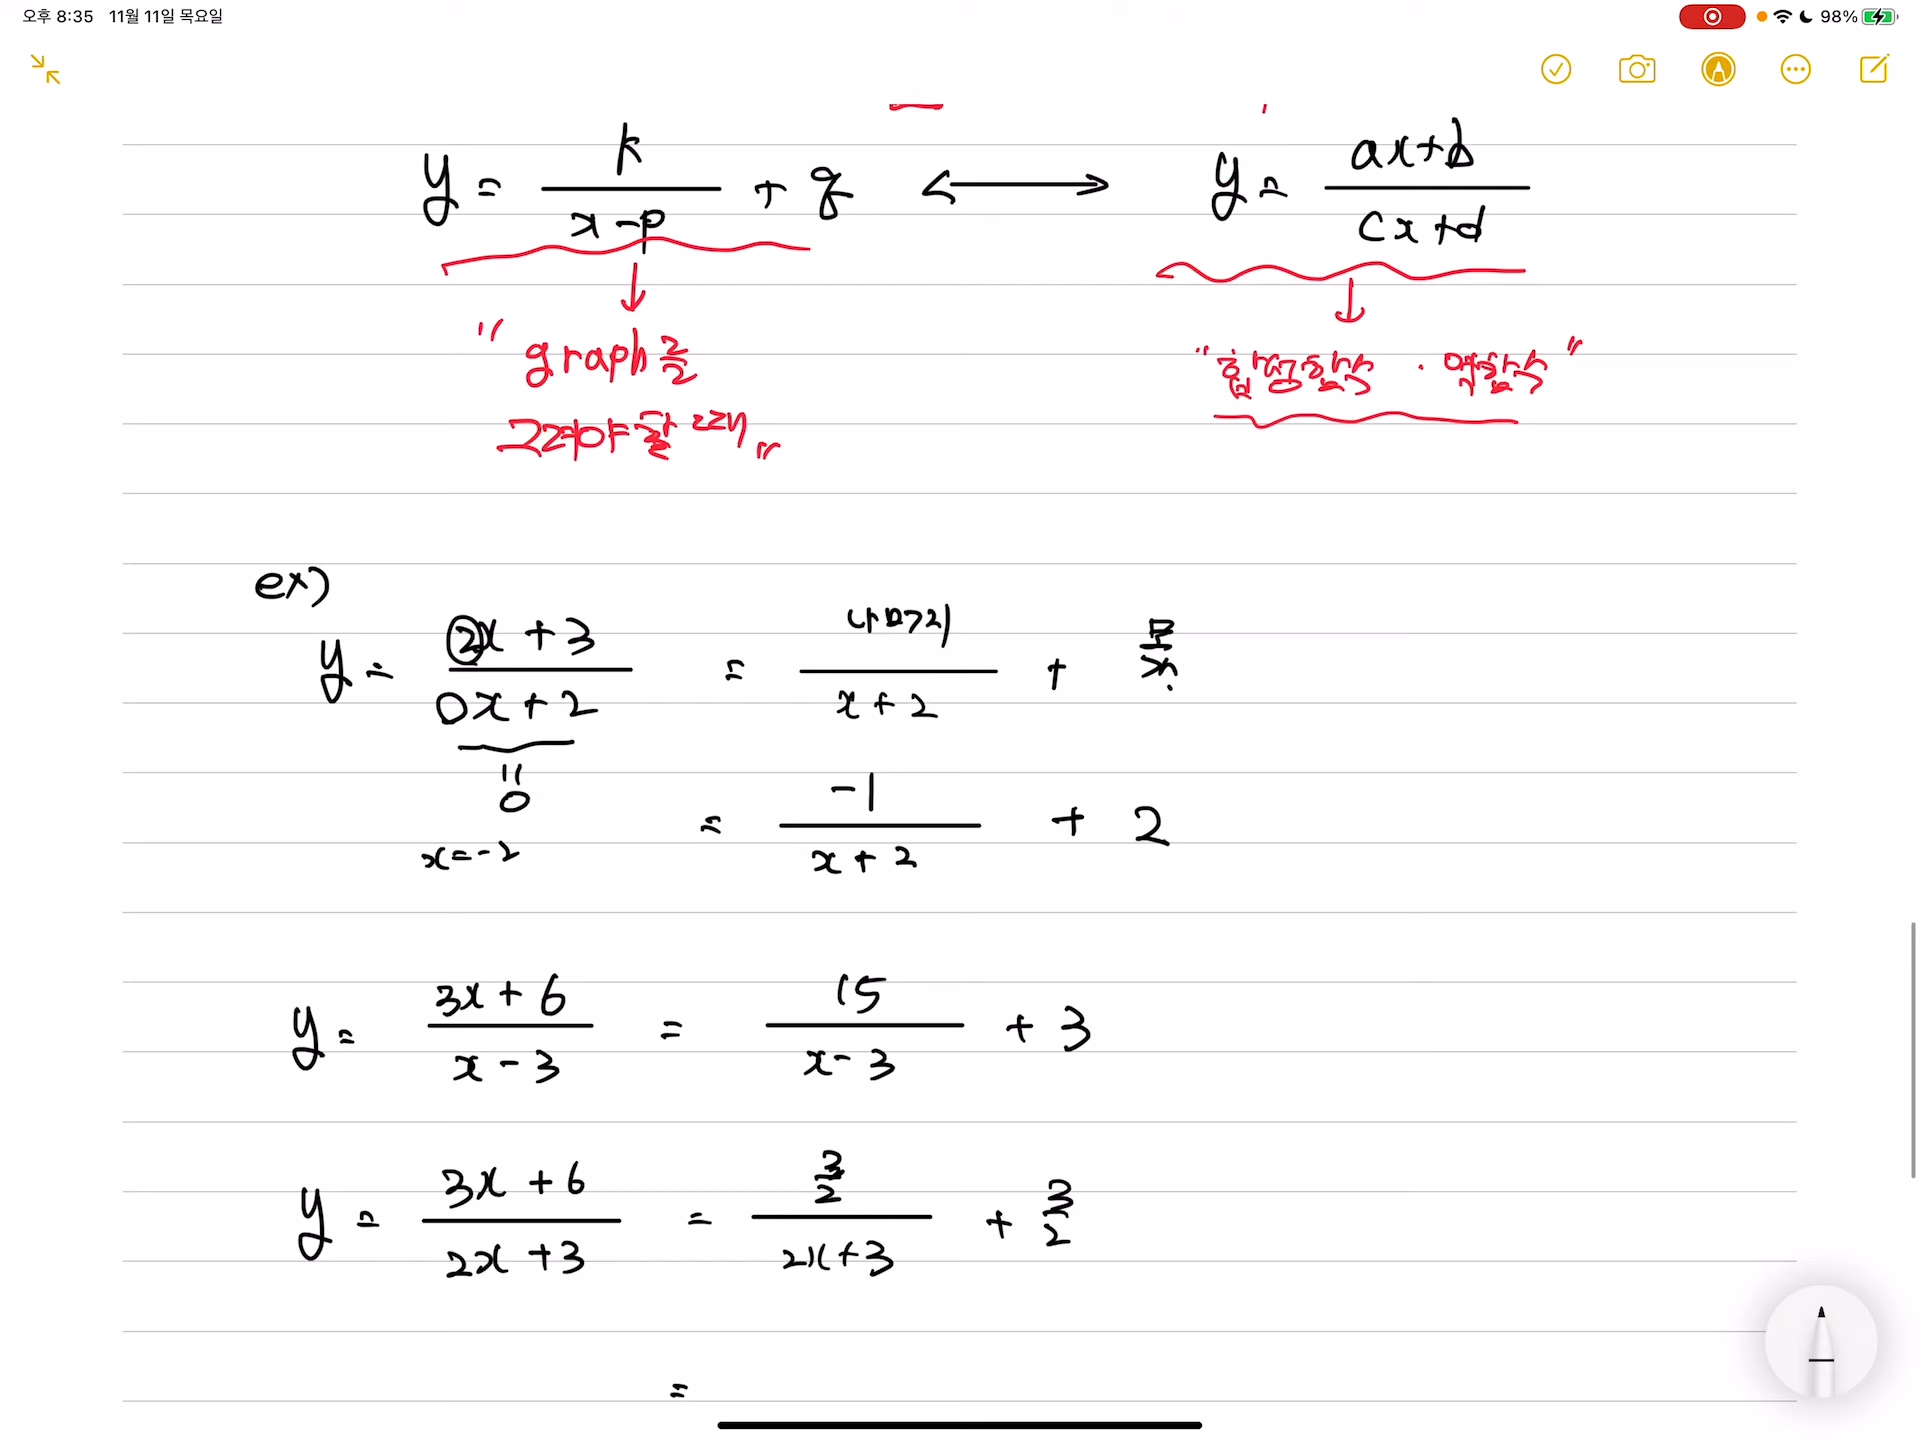 오후 8:35 11월 11일 목요일 98%
y = k/(x-p) + q ⟷ y = (ax+b)/(cx+d)
"graph를
그려야 할 때"
"합성함수 · 역함수"
ex)
y = (2x+3)/(0x+2) = 나머지/(x+2) + 몫
= 0
x=-2
= -1/(x+2) + 2
y = (3x+6)/(x-3) = 15/(x-3) + 3
y = (3x+6)/(2x+3) = (3/2)/(2x+3) + 3/2
=